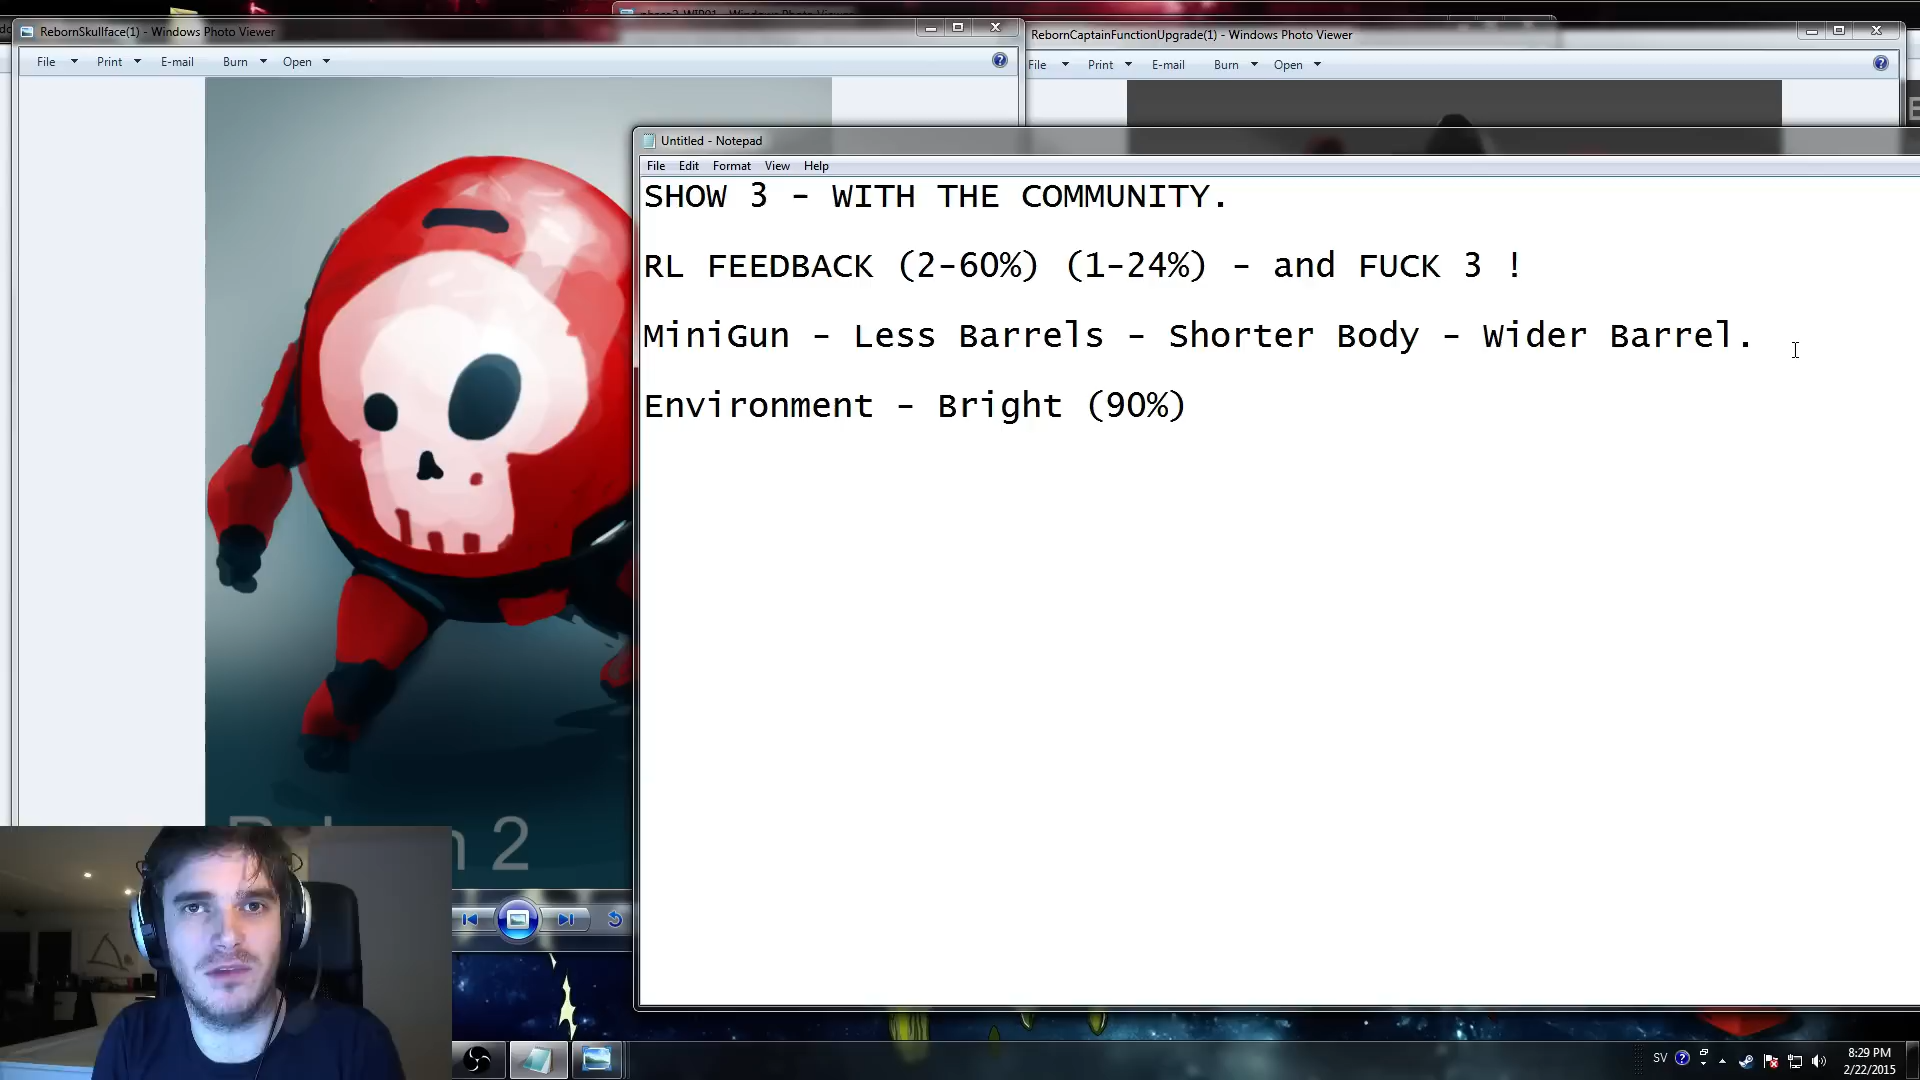 RebornSkullface(1) - Windows Photo Viewer
File Print E-mail Burn Open
RebornCaptainFunctionUpgrade(1) - Windows Photo Viewer
File Print E-mail Burn Open
Untitled - Notepad
File Edit Format View Help
SHOW 3 - WITH THE COMMUNITY.
RL FEEDBACK (2-60%) (1-24%) - and FUCK 3 !
MiniGun - Less Barrels - Shorter Body - Wider Barrel.
Environment - Bright (90%)
2
SV
8:29 PM
2/22/2015